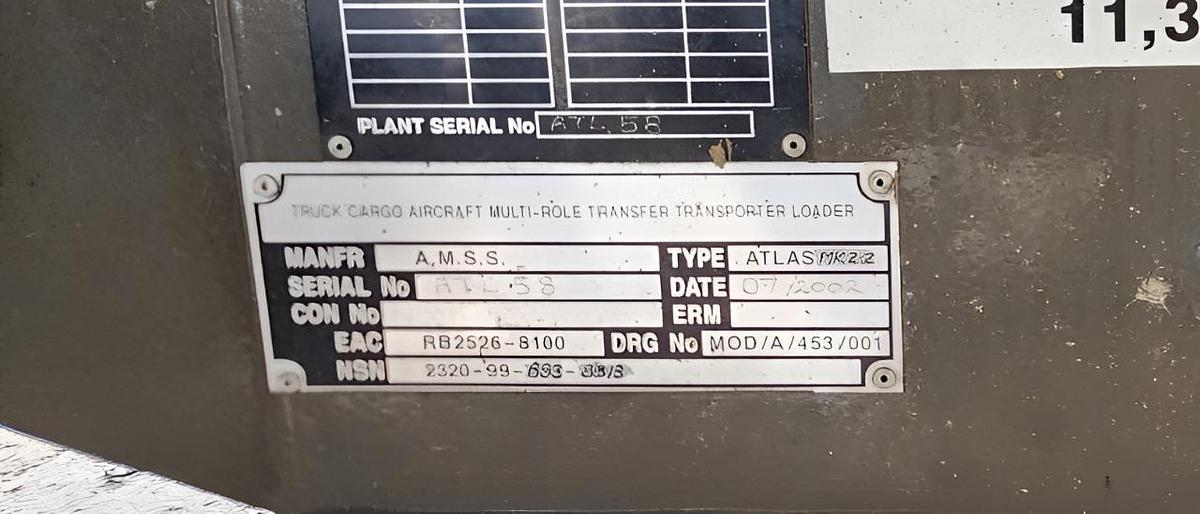 11,3
PLANT SERIAL No ATL 58
TRUCK CARGO AIRCRAFT MULTI-ROLE TRANSFER TRANSPORTER LOADER
MANFR A.M.S.S. TYPE ATLAS
SERIAL No ATL 58 DATE 07/2002
CON No ERM
EAC RB2526-8100 DRG No MOD/A/453/001
NSN 2320-99-